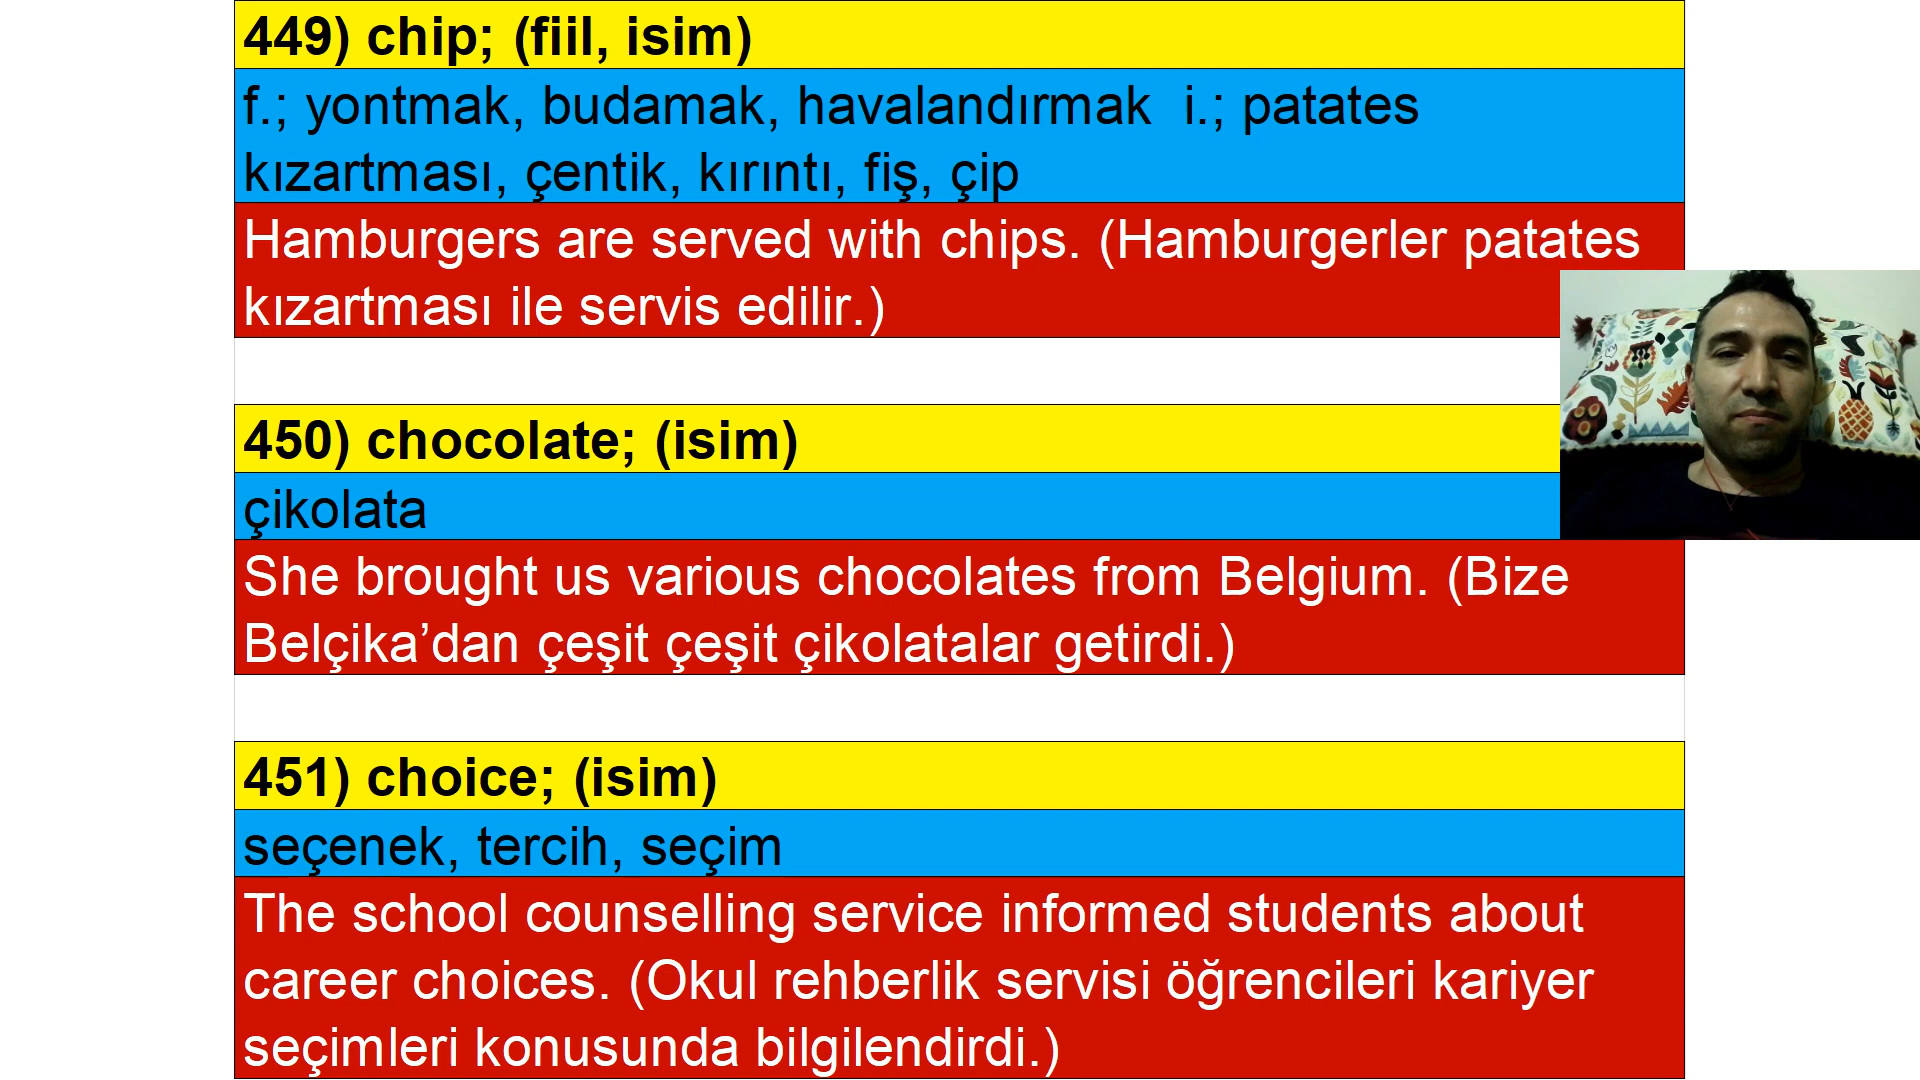 449) chip; (fiil, isim)
f.; yontmak, budamak, havalandırmak  i.; patates
kızartması, çentik, kırıntı, fiş, çip
Hamburgers are served with chips. (Hamburgerler patates
kızartması ile servis edilir.)
450) chocolate; (isim)
çikolata
She brought us various chocolates from Belgium. (Bize
Belçika’dan çeşit çeşit çikolatalar getirdi.)
451) choice; (isim)
seçenek, tercih, seçim
The school counselling service informed students about
career choices. (Okul rehberlik servisi öğrencileri kariyer
seçimleri konusunda bilgilendirdi.)